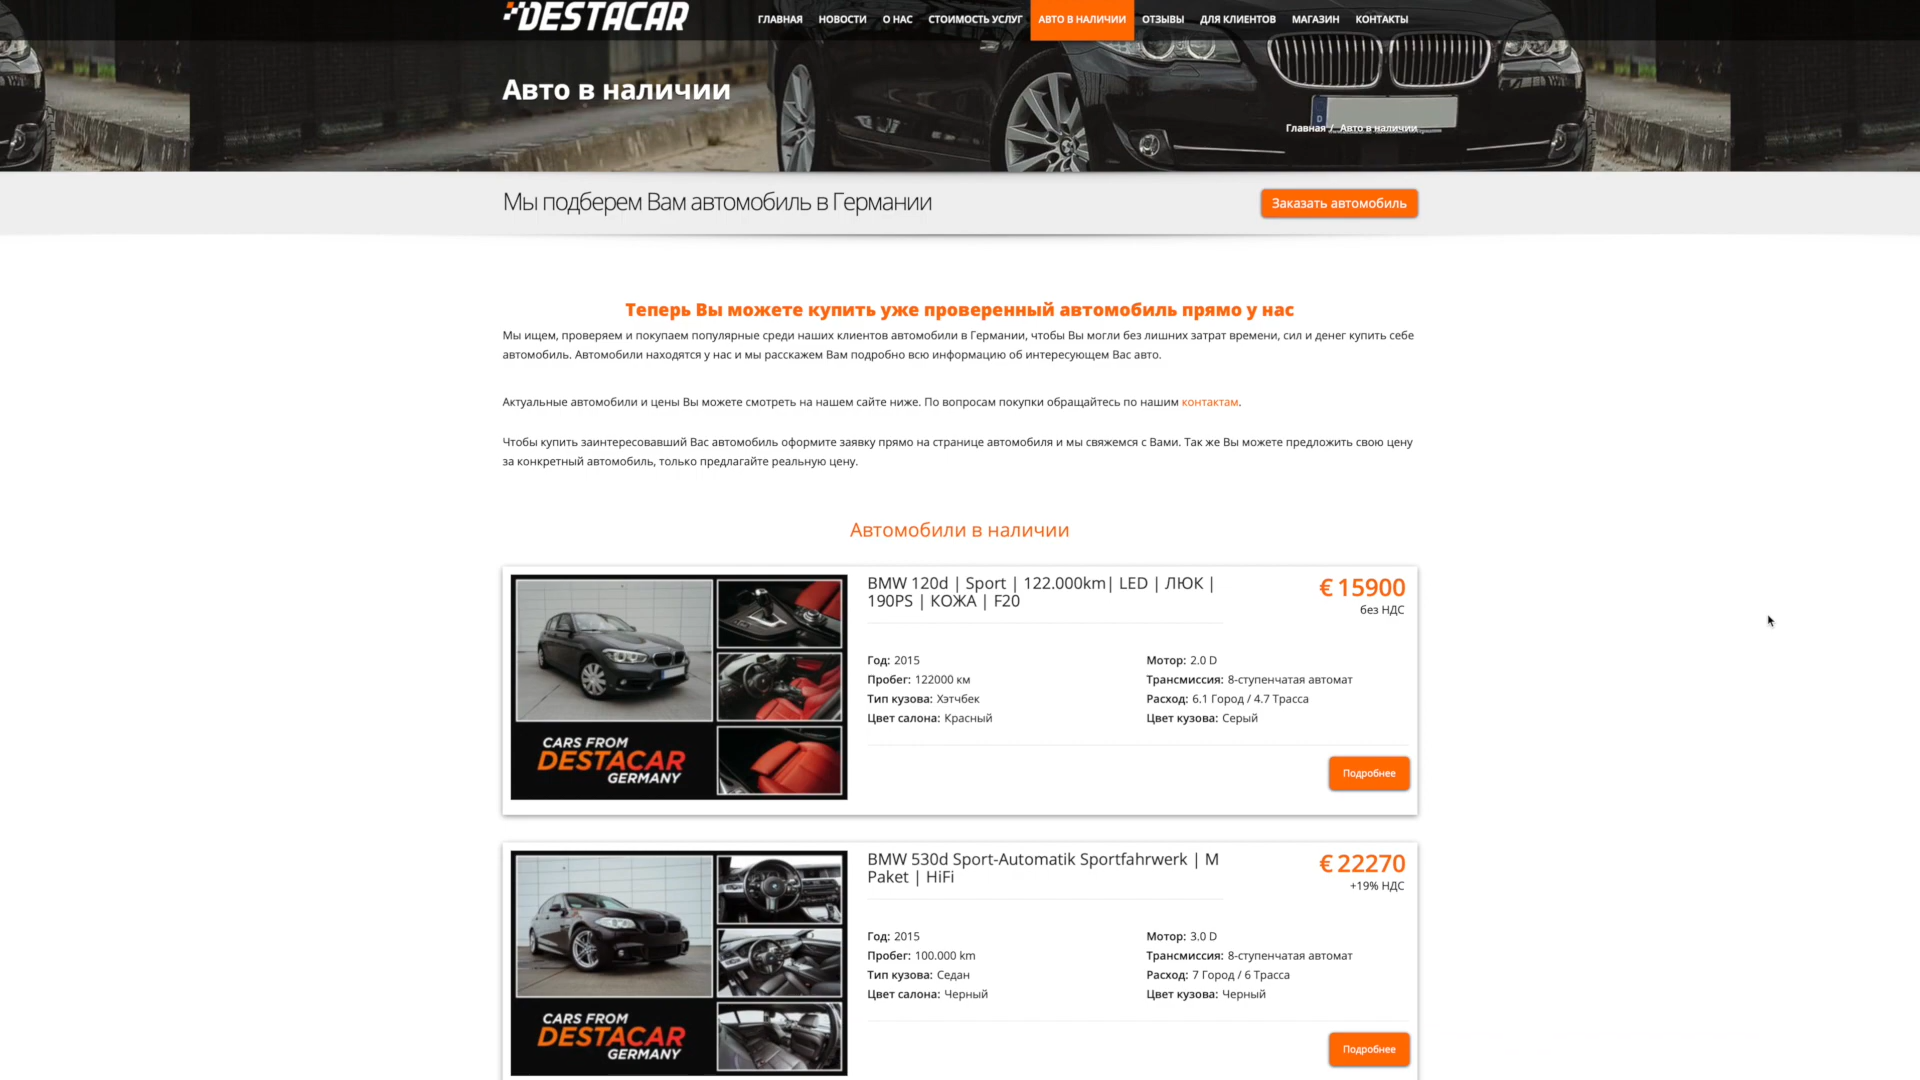 DESTACAR
ГЛАВНАЯ НОВОСТИ О НАС СТОИМОСТЬ УСЛУГ АВТО В НАЛИЧИИ ОТЗЫВЫ ДЛЯ КЛИЕНТОВ МАГАЗИН КОНТАКТЫ
Авто в наличии
D
Главная / Авто в наличии
Мы подберем Вам автомобиль в Германии
Заказать автомобиль
Теперь Вы можете купить уже проверенный автомобиль прямо у нас
Мы ищем, проверяем и покупаем популярные среди наших клиентов автомобили в Германии, чтобы Вы могли без лишних затрат времени, сил и денег купить себе
автомобиль. Автомобили находятся у нас и мы расскажем Вам подробно всю информацию об интересующем Вас авто.
Актуальные автомобили и цены Вы можете смотреть на нашем сайте ниже. По вопросам покупки обращайтесь по нашим контактам.
Чтобы купить заинтересовавший Вас автомобиль оформите заявку прямо на странице автомобиля и мы свяжемся с Вами. Так же Вы можете предложить свою цену
за конкретный автомобиль, только предлагайте реальную цену.
Автомобили в наличии
BMW 120d | Sport | 122.000km| LED | ЛЮК |
190PS | КОЖА | F20
€ 15900
без НДС
Год: 2015
Пробег: 122000 км
Тип кузова: Хэтчбек
Цвет салона: Красный
Мотор: 2.0 D
Трансмиссия: 8-ступенчатая автомат
Расход: 6.1 Город / 4.7 Трасса
Цвет кузова: Серый
CARS FROM
DESTACAR
GERMANY
Подробнее
BMW 530d Sport-Automatik Sportfahrwerk | M
Paket | HiFi
€ 22270
+19% НДС
Год: 2015
Пробег: 100.000 km
Тип кузова: Седан
Цвет салона: Черный
Мотор: 3.0 D
Трансмиссия: 8-ступенчатая автомат
Расход: 7 Город / 6 Трасса
Цвет кузова: Черный
CARS FROM
DESTACAR
GERMANY
Подробнее